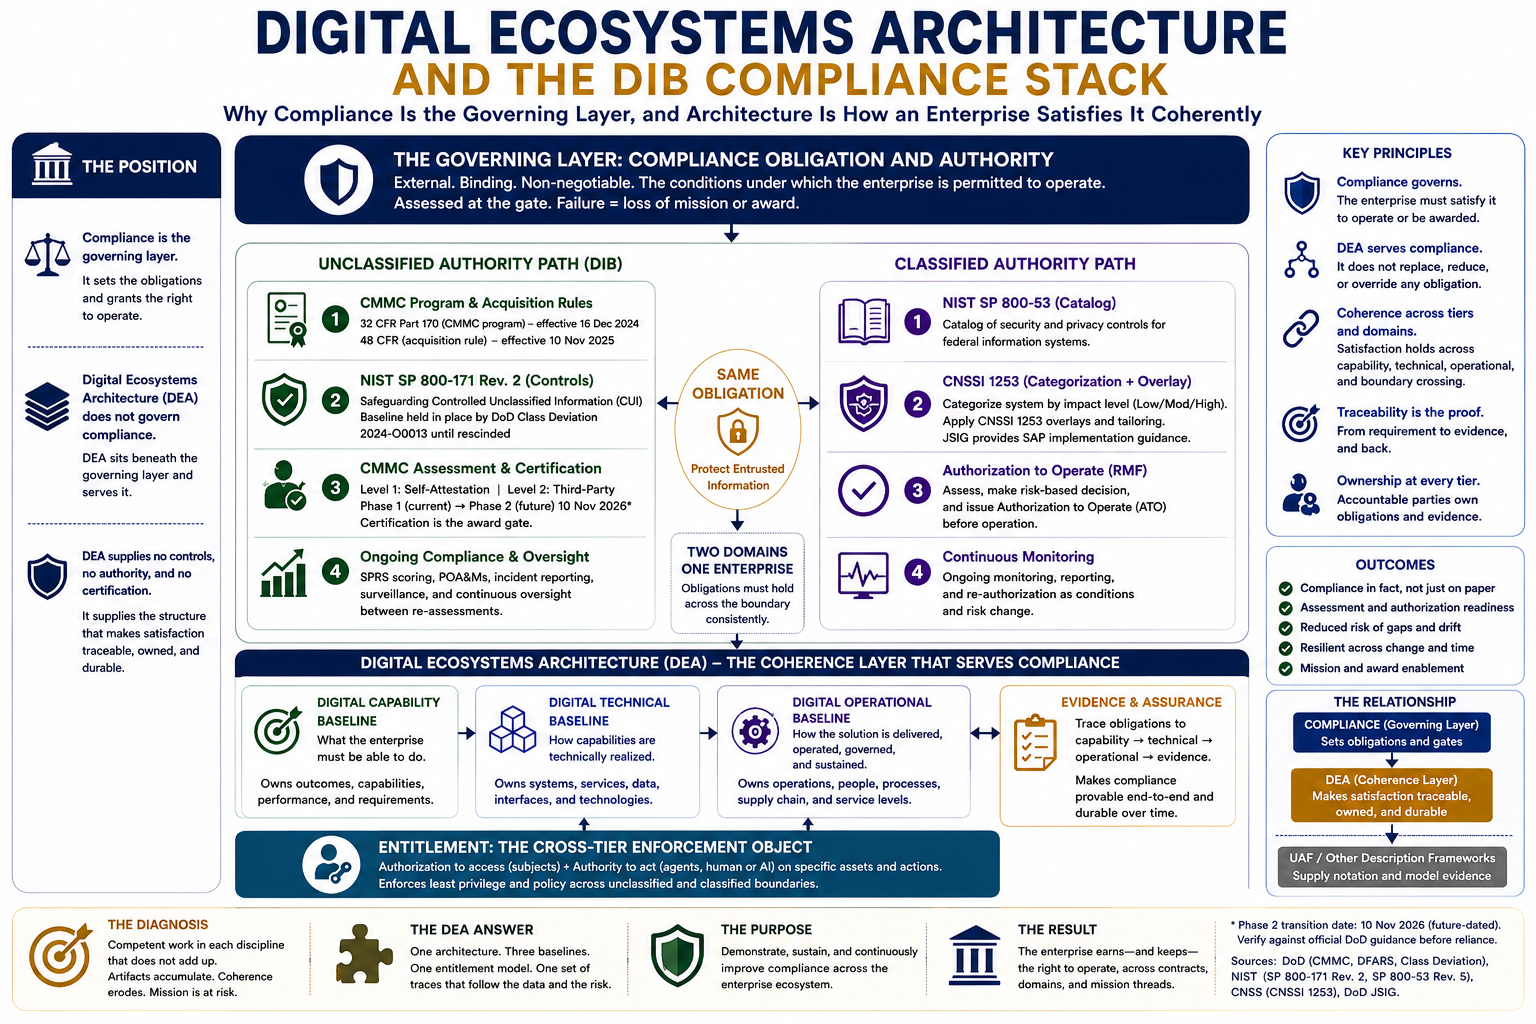 DIGITAL ECOSYSTEMS ARCHITECTURE
AND THE DIB COMPLIANCE STACK
Why Compliance Is the Governing Layer, and Architecture Is How an Enterprise Satisfies It Coherently
THE POSITION
Compliance is the
governing layer.
It sets the obligations
and grants the right
to operate.
Digital Ecosystems
Architecture (DEA)
does not govern
compliance.
DEA sits beneath the
governing layer and
serves it.
DEA supplies no controls,
no authority, and no
certification.
It supplies the structure
that makes satisfaction
traceable, owned, and
durable.
THE GOVERNING LAYER: COMPLIANCE OBLIGATION AND AUTHORITY
External. Binding. Non-negotiable. The conditions under which the enterprise is permitted to operate.
Assessed at the gate. Failure = loss of mission or award.
UNCLASSIFIED AUTHORITY PATH (DIB)
1
CMMC Program & Acquisition Rules
32 CFR Part 170 (CMMC program) – effective 16 Dec 2024
48 CFR (acquisition rule) – effective 10 Nov 2025
2
NIST SP 800-171 Rev. 2 (Controls)
Safeguarding Controlled Unclassified Information (CUI)
Baseline held in place by DoD Class Deviation
2024-O0013 until rescinded
3
CMMC Assessment & Certification
Level 1: Self-Attestation | Level 2: Third-Party
Phase 1 (current) → Phase 2 (future) 10 Nov 2026*
Certification is the award gate.
4
Ongoing Compliance & Oversight
SPRS scoring, POA&Ms, incident reporting,
surveillance, and continuous oversight
between re-assessments.
SAME
OBLIGATION
Protect Entrusted
Information
TWO DOMAINS
ONE ENTERPRISE
Obligations must hold
across the boundary
consistently.
CLASSIFIED AUTHORITY PATH
1
NIST SP 800-53 (Catalog)
Catalog of security and privacy controls for
federal information systems.
2
CNSSI 1253 (Categorization + Overlay)
Categorize system by impact level (Low/Mod/High).
Apply CNSSI 1253 overlays and tailoring.
JSIG provides SAP implementation guidance.
3
Authorization to Operate (RMF)
Assess, make risk-based decision,
and issue Authorization to Operate (ATO)
before operation.
4
Continuous Monitoring
Ongoing monitoring, reporting,
and re-authorization as conditions
and risk change.
DIGITAL ECOSYSTEMS ARCHITECTURE (DEA) – THE COHERENCE LAYER THAT SERVES COMPLIANCE
DIGITAL CAPABILITY
BASELINE
What the enterprise
must be able to do.
Owns outcomes, capabilities,
performance, and requirements.
DIGITAL TECHNICAL
BASELINE
How capabilities are
technically realized.
Owns systems, services, data,
interfaces, and technologies.
DIGITAL OPERATIONAL
BASELINE
How the solution is delivered,
operated, governed,
and sustained.
Owns operations, people, processes,
supply chain, and service levels.
EVIDENCE & ASSURANCE
Trace obligations to
capability → technical →
operational → evidence.
Makes compliance
provable end-to-end and
durable over time.
ENTITLEMENT: THE CROSS-TIER ENFORCEMENT OBJECT
Authorization to access (subjects) + Authority to act (agents, human or AI) on specific assets and actions.
Enforces least privilege and policy across unclassified and classified boundaries.
KEY PRINCIPLES
Compliance governs.
The enterprise must satisfy it
to operate or be awarded.
DEA serves compliance.
It does not replace, reduce,
or override any obligation.
Coherence across tiers
and domains.
Satisfaction holds across
capability, technical, operational,
and boundary crossing.
Traceability is the proof.
From requirement to evidence,
and back.
Ownership at every tier.
Accountable parties own
obligations and evidence.
OUTCOMES
Compliance in fact, not just on paper
Assessment and authorization readiness
Reduced risk of gaps and drift
Resilient across change and time
Mission and award enablement
THE RELATIONSHIP
COMPLIANCE (Governing Layer)
Sets obligations and gates
DEA (Coherence Layer)
Makes satisfaction traceable,
owned, and durable
UAF / Other Description Frameworks
Supply notation and model evidence
THE DIAGNOSIS
Competent work in each discipline
that does not add up.
Artifacts accumulate. Coherence
erodes. Mission is at risk.
THE DEA ANSWER
One architecture. Three baselines.
One entitlement model. One set of
traces that follow the data and the risk.
THE PURPOSE
Demonstrate, sustain, and continuously
improve compliance across the
enterprise ecosystem.
THE RESULT
The enterprise earns—and keeps—
the right to operate, across contracts,
domains, and mission threads.
* Phase 2 transition date: 10 Nov 2026 (future-dated).
Verify against official DoD guidance before reliance.
Sources: DoD (CMMC, DFARS, Class Deviation),
NIST (SP 800-171 Rev. 2, SP 800-53 Rev. 5),
CNSS (CNSSI 1253), DoD JSIG.